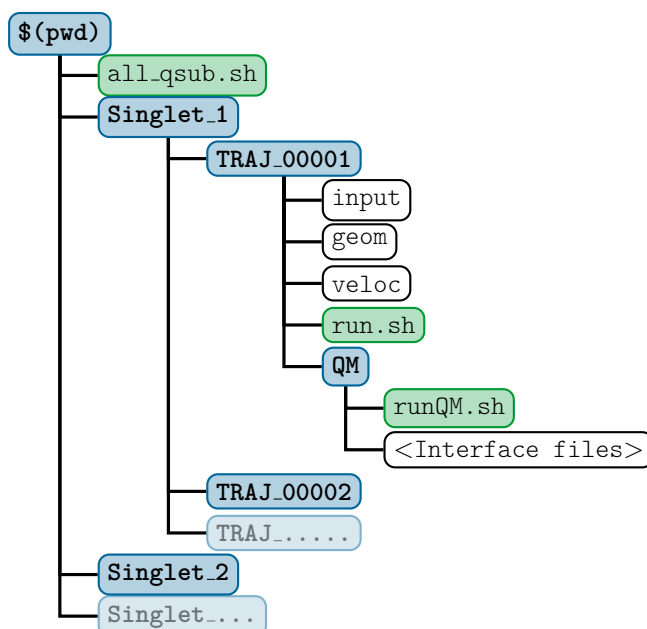 $(pwd)
all_qsub.sh
Singlet_1
TRAJ_00001
input
geom
veloc
run.sh
QM
runQM.sh
<Interface files>
TRAJ_00002
TRAJ_.....
Singlet_2
Singlet_...